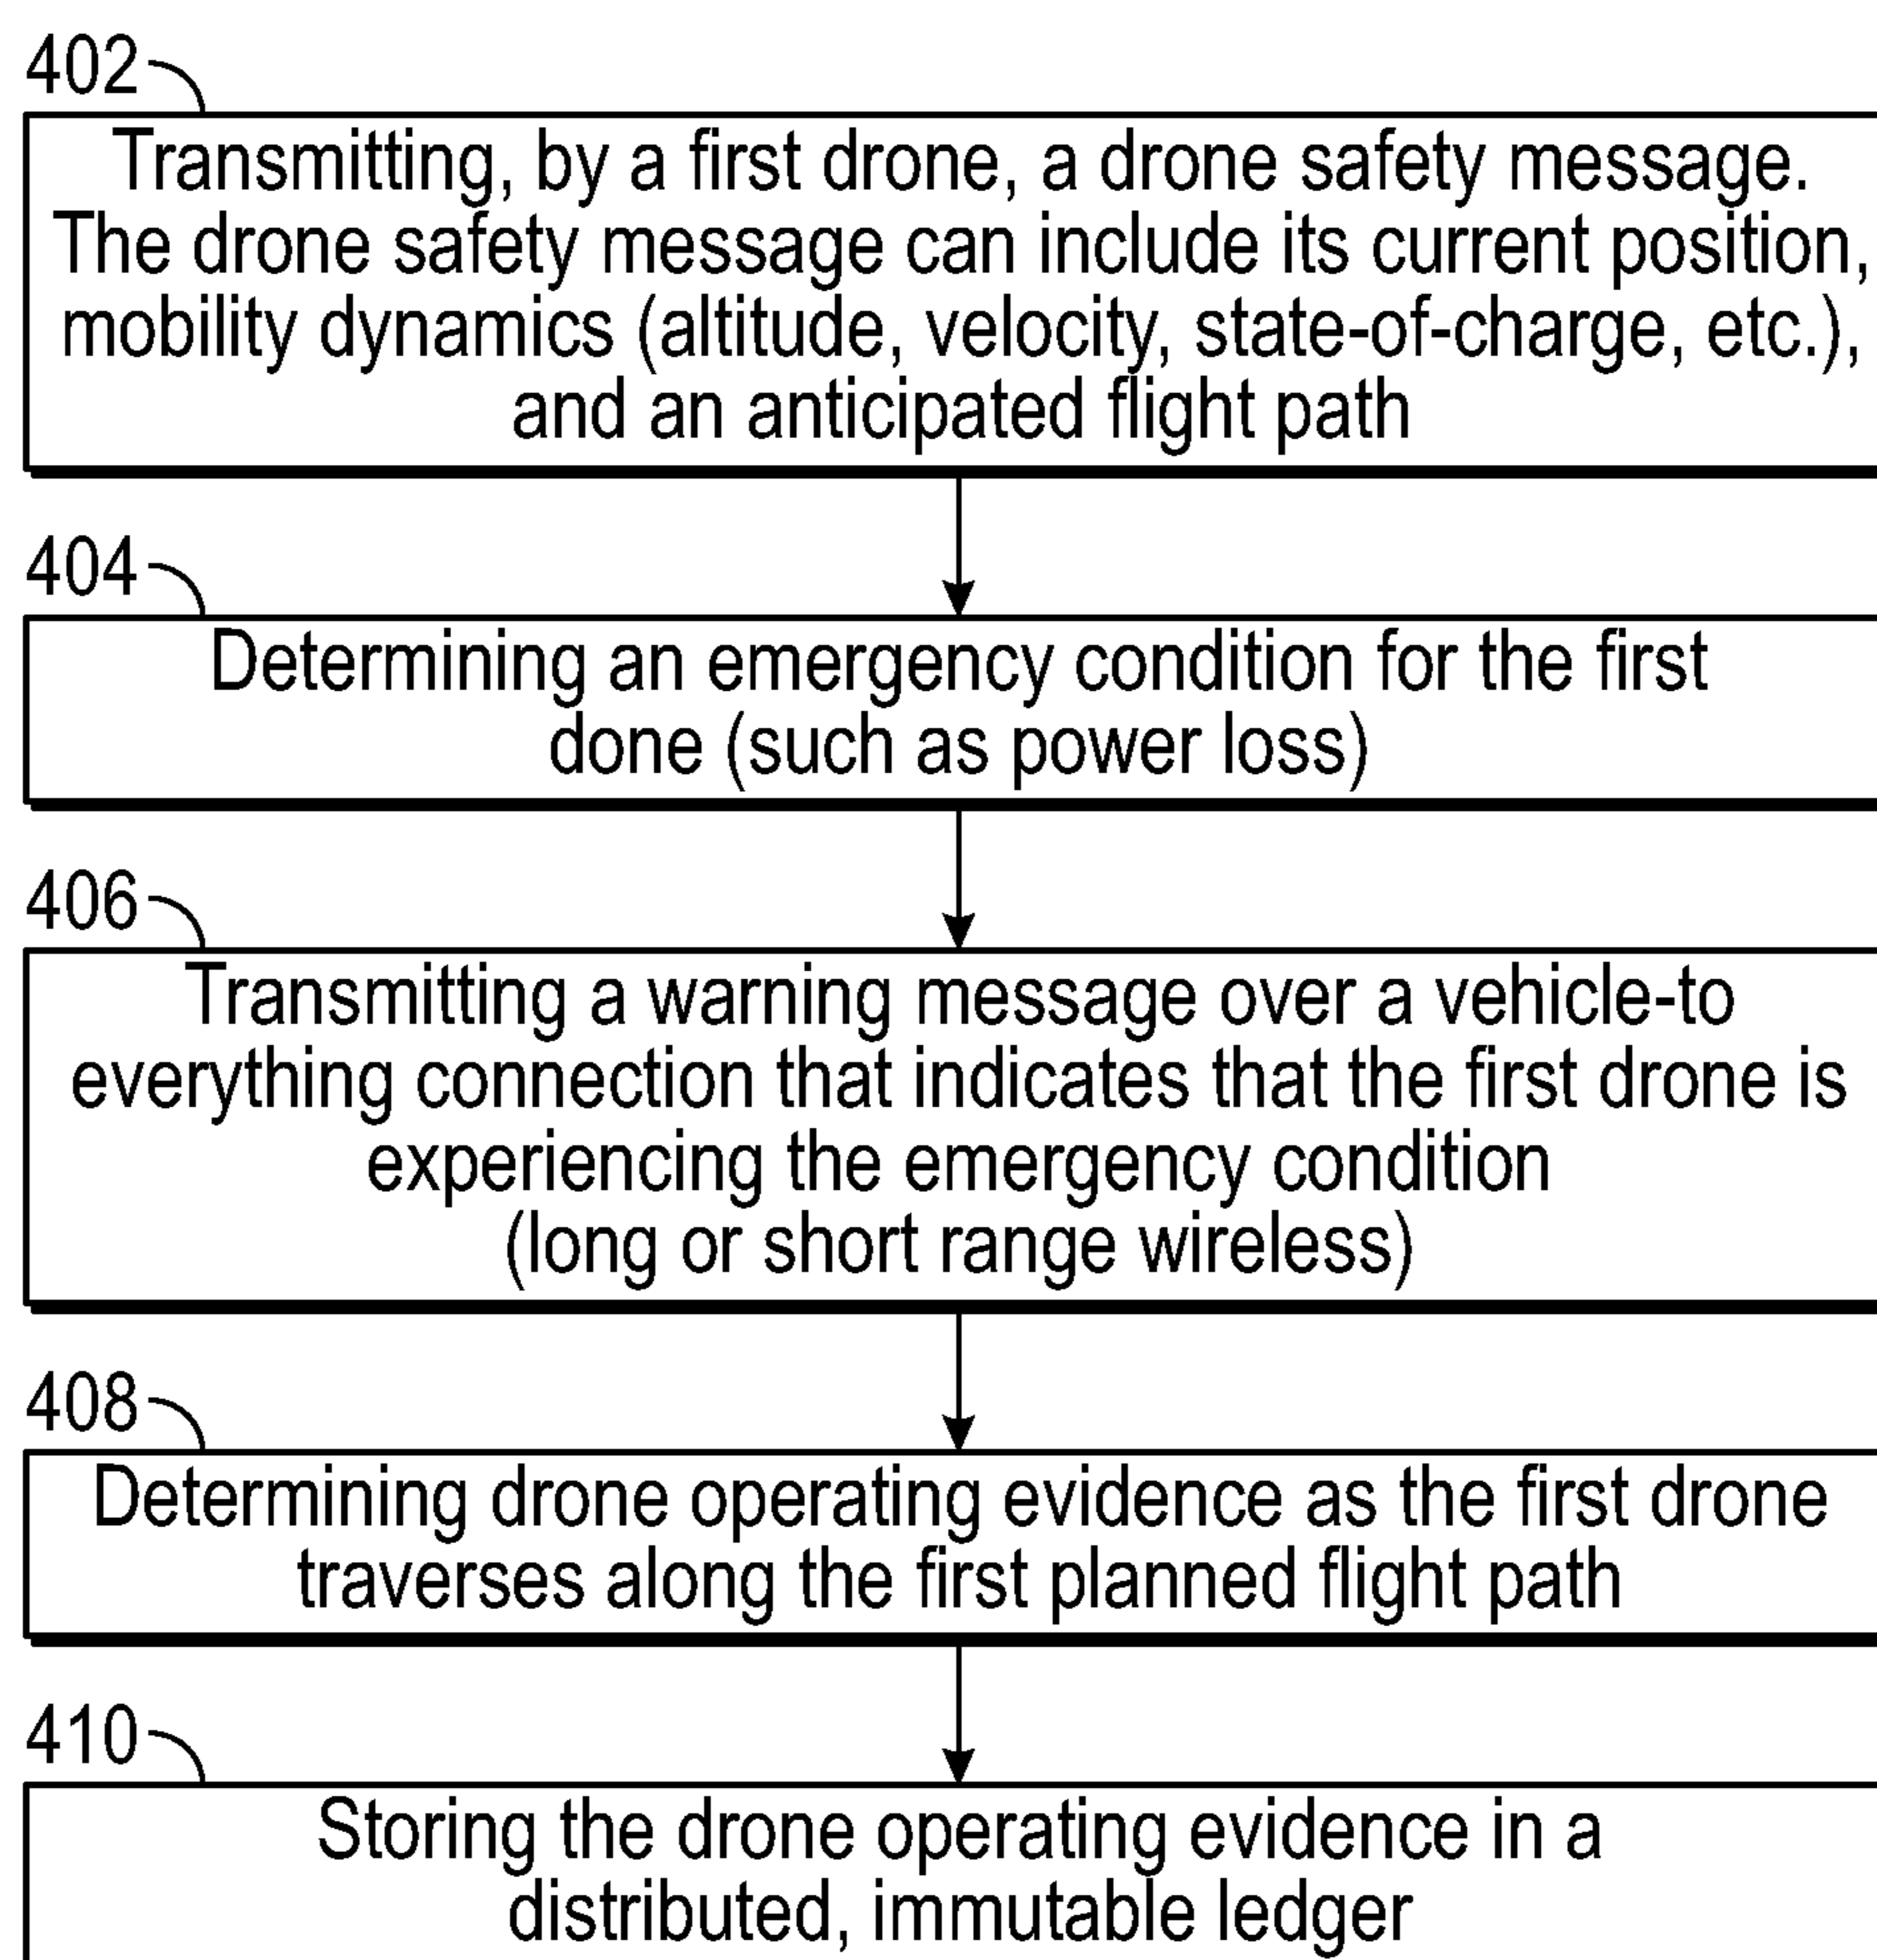 402
Transmitting, by a first drone, a drone safety message.
The drone safety message can include its current position,
mobility dynamics (altitude, velocity, state-of-charge, etc.),
and an anticipated flight path
404
Determining an emergency condition for the first
done (such as power loss)
406
Transmitting a warning message over a vehicle-to
everything connection that indicates that the first drone is
experiencing the emergency condition
(long or short range wireless)
408
Determining drone operating evidence as the first drone
traverses along the first planned flight path
410
Storing the drone operating evidence in a
distributed, immutable ledger